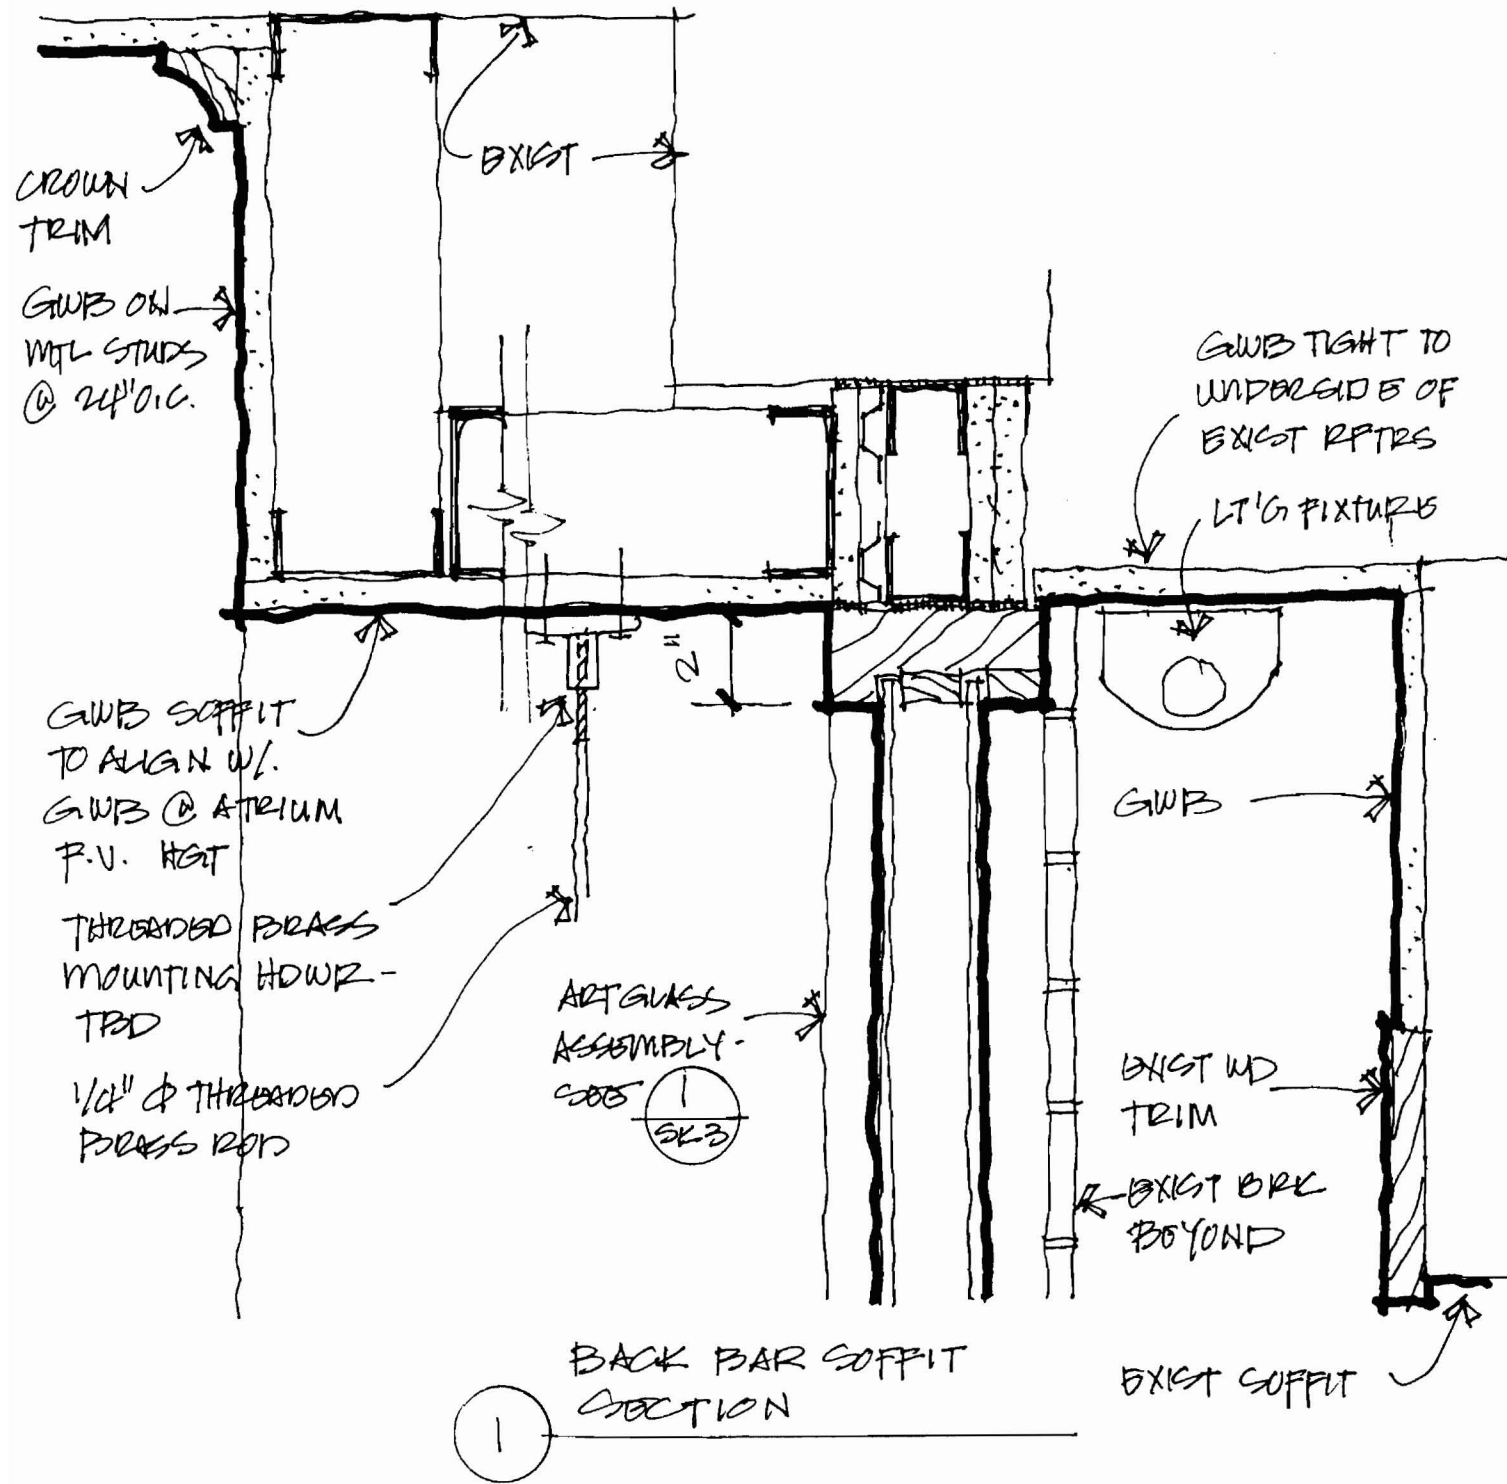 EXIST
CROWN
TRIM
GWB ON
MTL STUDS
@ 24" O.C.
GWB TIGHT TO
UNDERSIDE OF
EXIST RFTRS
LT'G FIXTURE
2"
GWB SOFFIT
TO ALIGN W/.
GWB @ ATRIUM
F.V. HGT
GWB
THREADED BRASS
MOUNTING HDWR-
TBD
ART GLASS
ASSEMBLY-
SEE
1
SK3
1/4" φ THREADED
BRASS ROD
EXIST WD
TRIM
EXIST BRK
BEYOND
EXIST SOFFIT
BACK BAR SOFFIT
SECTION
1